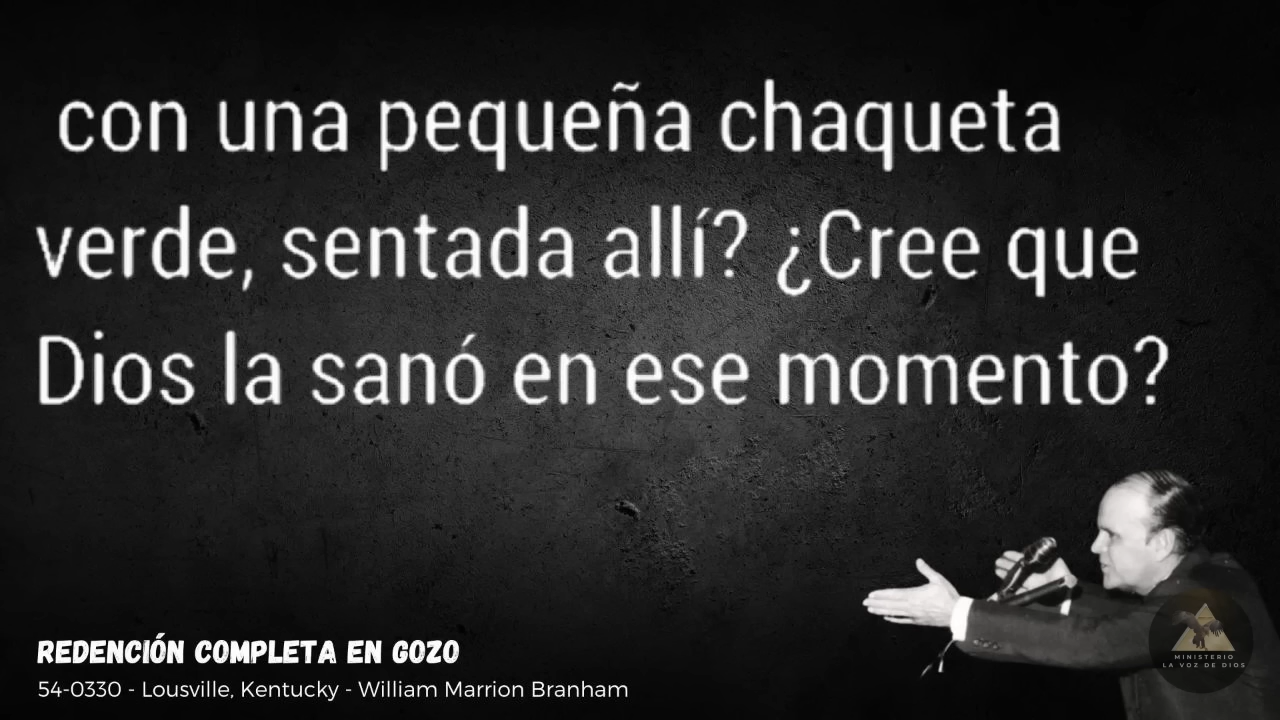 con una pequeña chaqueta
verde, sentada allí? ¿Cree que
Dios la sanó en ese momento?
REDENCIÓN COMPLETA EN GOZO
54-0330 - Lousville, Kentucky - William Marrion Branham
MINISTERIO
LA VOZ DE DIOS